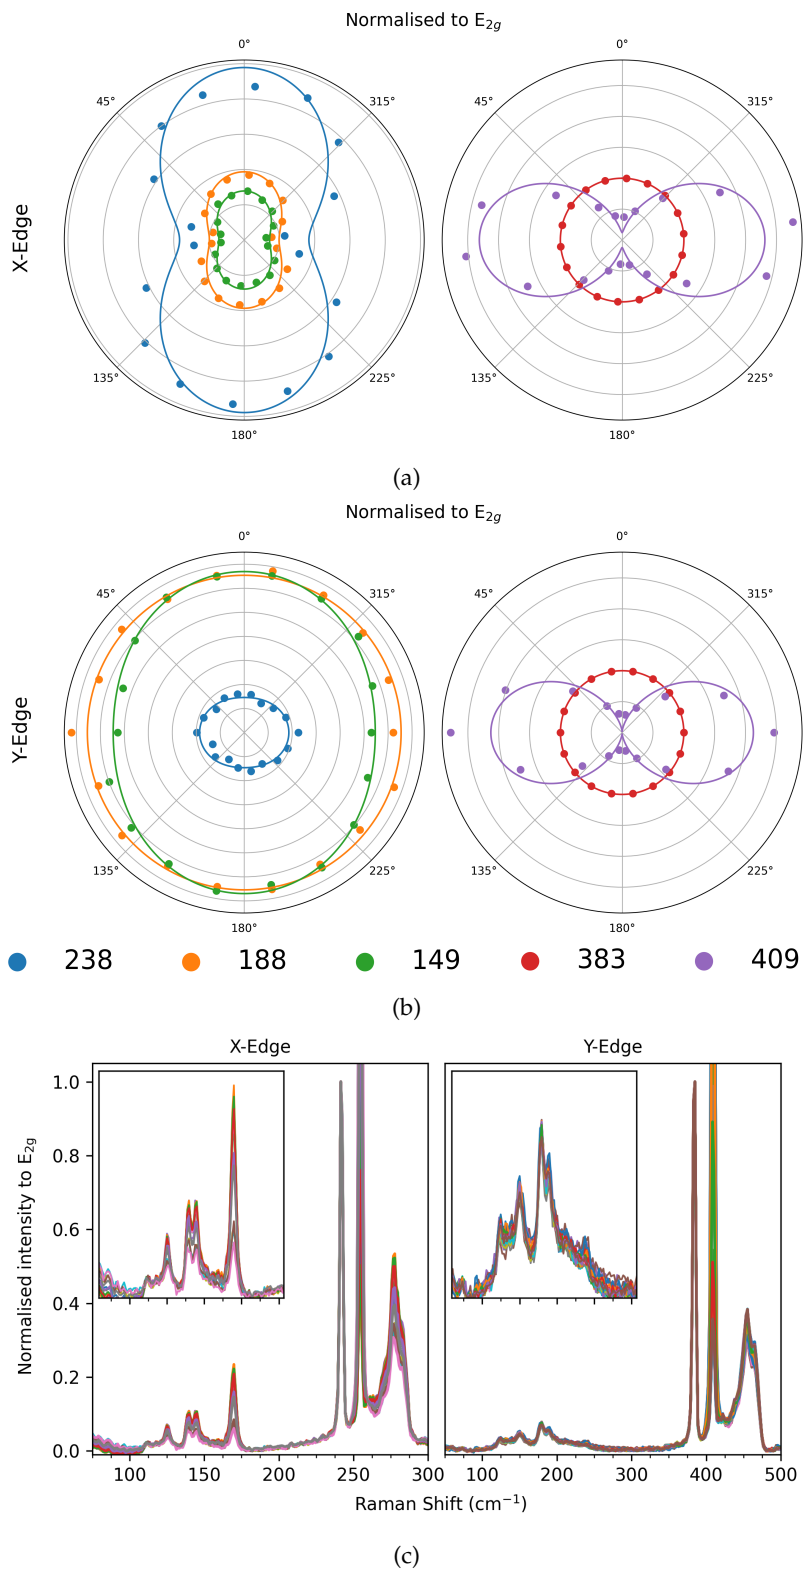 Normalised to E₂g
0°
0°
45°
315°
45°
315°
X-Edge
135°
225°
135°
225°
180°
180°
(a)
Normalised to E₂g
0°
0°
45°
315°
45°
315°
Y-Edge
135°
225°
135°
225°
180°
180°
238 188 149 383 409
(b)
X-Edge
Y-Edge
Normalised intensity to E₂g
1.0
0.8
0.6
0.4
0.2
0.0
100 150 200 250 300
100 200 300 400 500
Raman Shift (cm⁻¹)
(c)